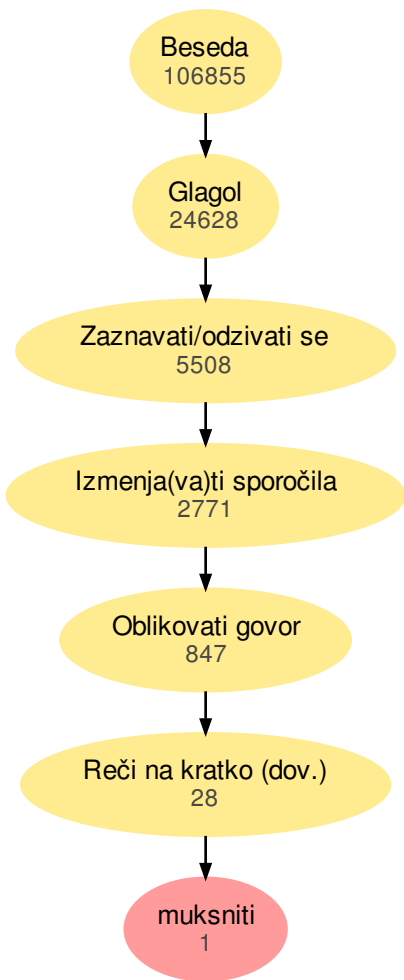 Beseda
106855
Glagol
24628
Zaznavati/odzivati se
5508
Izmenja(va)ti sporočila
2771
Oblikovati govor
847
Reči na kratko (dov.)
28
muksniti
1